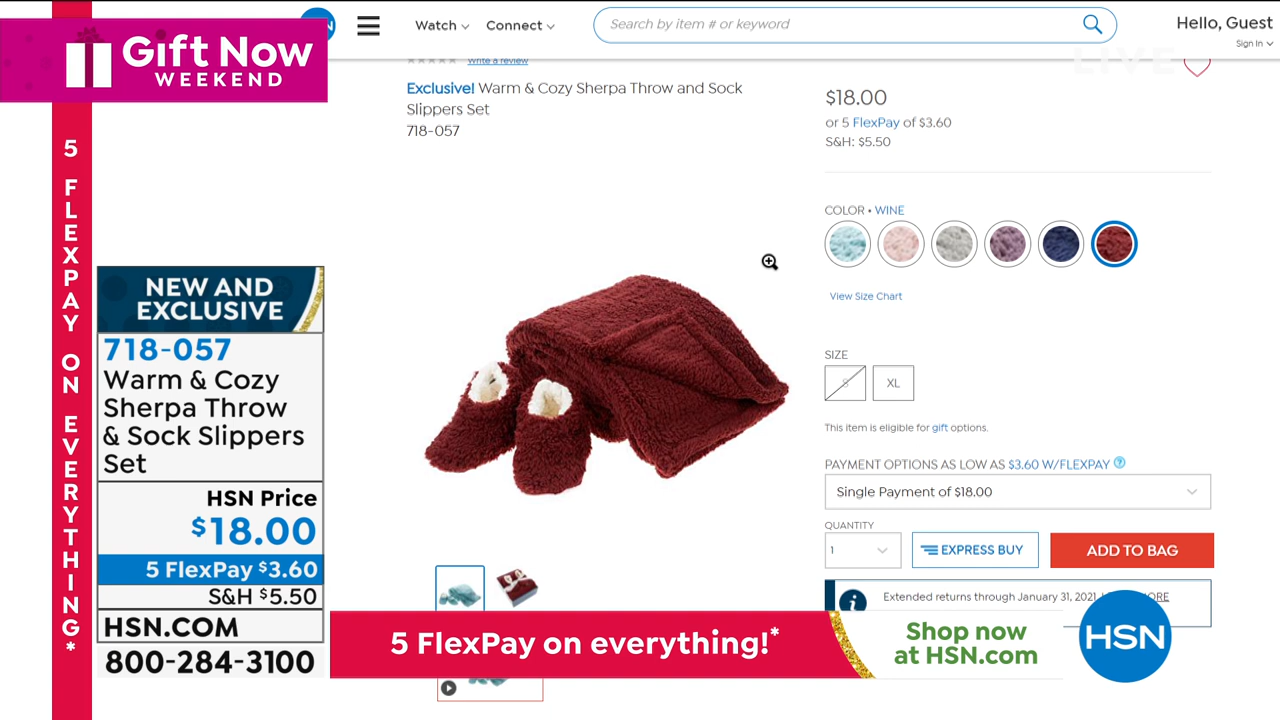 Gift Now
WEEKEND
5 FLEXPAY ON EVERYTHING!*
NEW AND
EXCLUSIVE
718-057
Warm & Cozy
Sherpa Throw
& Sock Slippers
Set
HSN Price
$18.00
5 FlexPay $3.60
S&H $5.50
HSN.COM
800-284-3100
Watch
Connect
Search by item # or keyword
Hello, Guest
Sign In
LIVE
Write a review
Exclusive! Warm & Cozy Sherpa Throw and Sock
Slippers Set
718-057
$18.00
or 5 FlexPay of $3.60
S&H: $5.50
COLOR • WINE
View Size Chart
SIZE
S
XL
This item is eligible for gift options.
PAYMENT OPTIONS AS LOW AS $3.60 W/FLEXPAY
Single Payment of $18.00
QUANTITY
1
EXPRESS BUY
ADD TO BAG
Extended returns through January 31, 2021.
5 FlexPay on everything!*
Shop now
at HSN.com
HSN